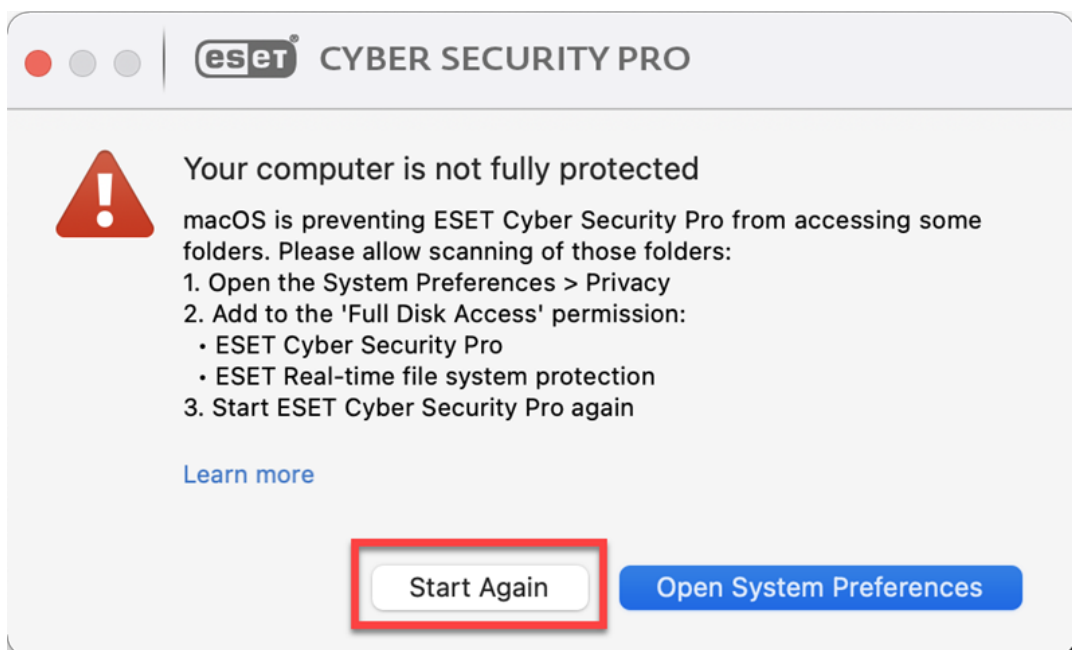 eset® CYBER SECURITY PRO
Your computer is not fully protected
macOS is preventing ESET Cyber Security Pro from accessing some
folders. Please allow scanning of those folders:
1. Open the System Preferences > Privacy
2. Add to the 'Full Disk Access' permission:
• ESET Cyber Security Pro
• ESET Real-time file system protection
3. Start ESET Cyber Security Pro again
Learn more
Start Again Open System Preferences